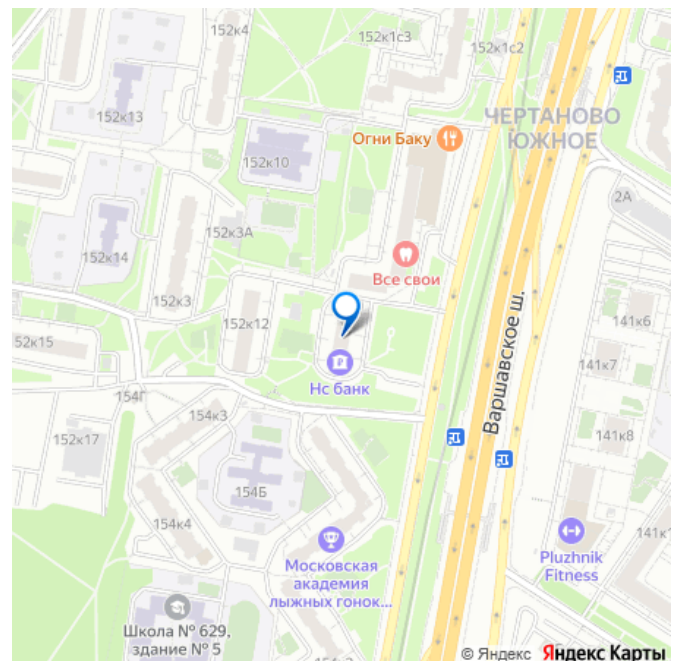 152к4
152к1с3
152к1с2
152к13
ЧЕРТАНОВО
ЮЖНОЕ
Огни Баку
152к10
2А
152к3А
152к14
Все свои
152к3
152к12
141к6
52к15
141к7
Нс банк
154Г
Варшавское ш.
154к3
152к17
141к8
154Б
154к4
141к1
Pluzhnik
Fitness
Московская
академия
лыжных гонок...
Школа № 629,
здание № 5
© Яндекс Яндекс Карты